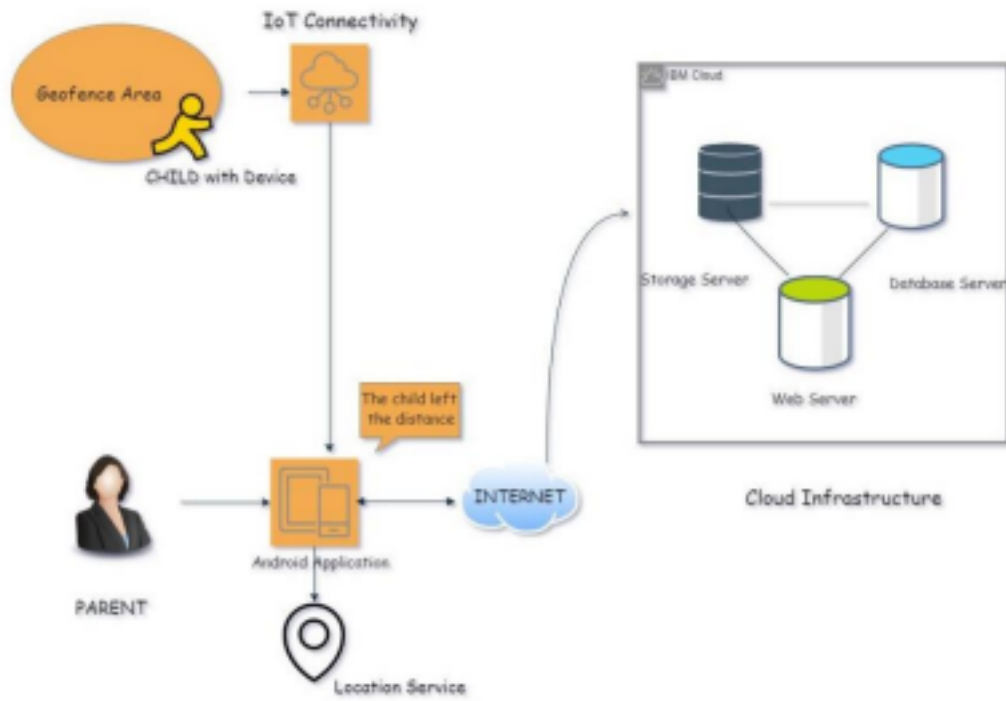 IoT Connectivity
Geofence Area
CHILD with Device
IBM Cloud
Storage Server
Database Server
Web Server
The child left
the distance
INTERNET
Cloud Infrastructure
Android Application
PARENT
Location Service